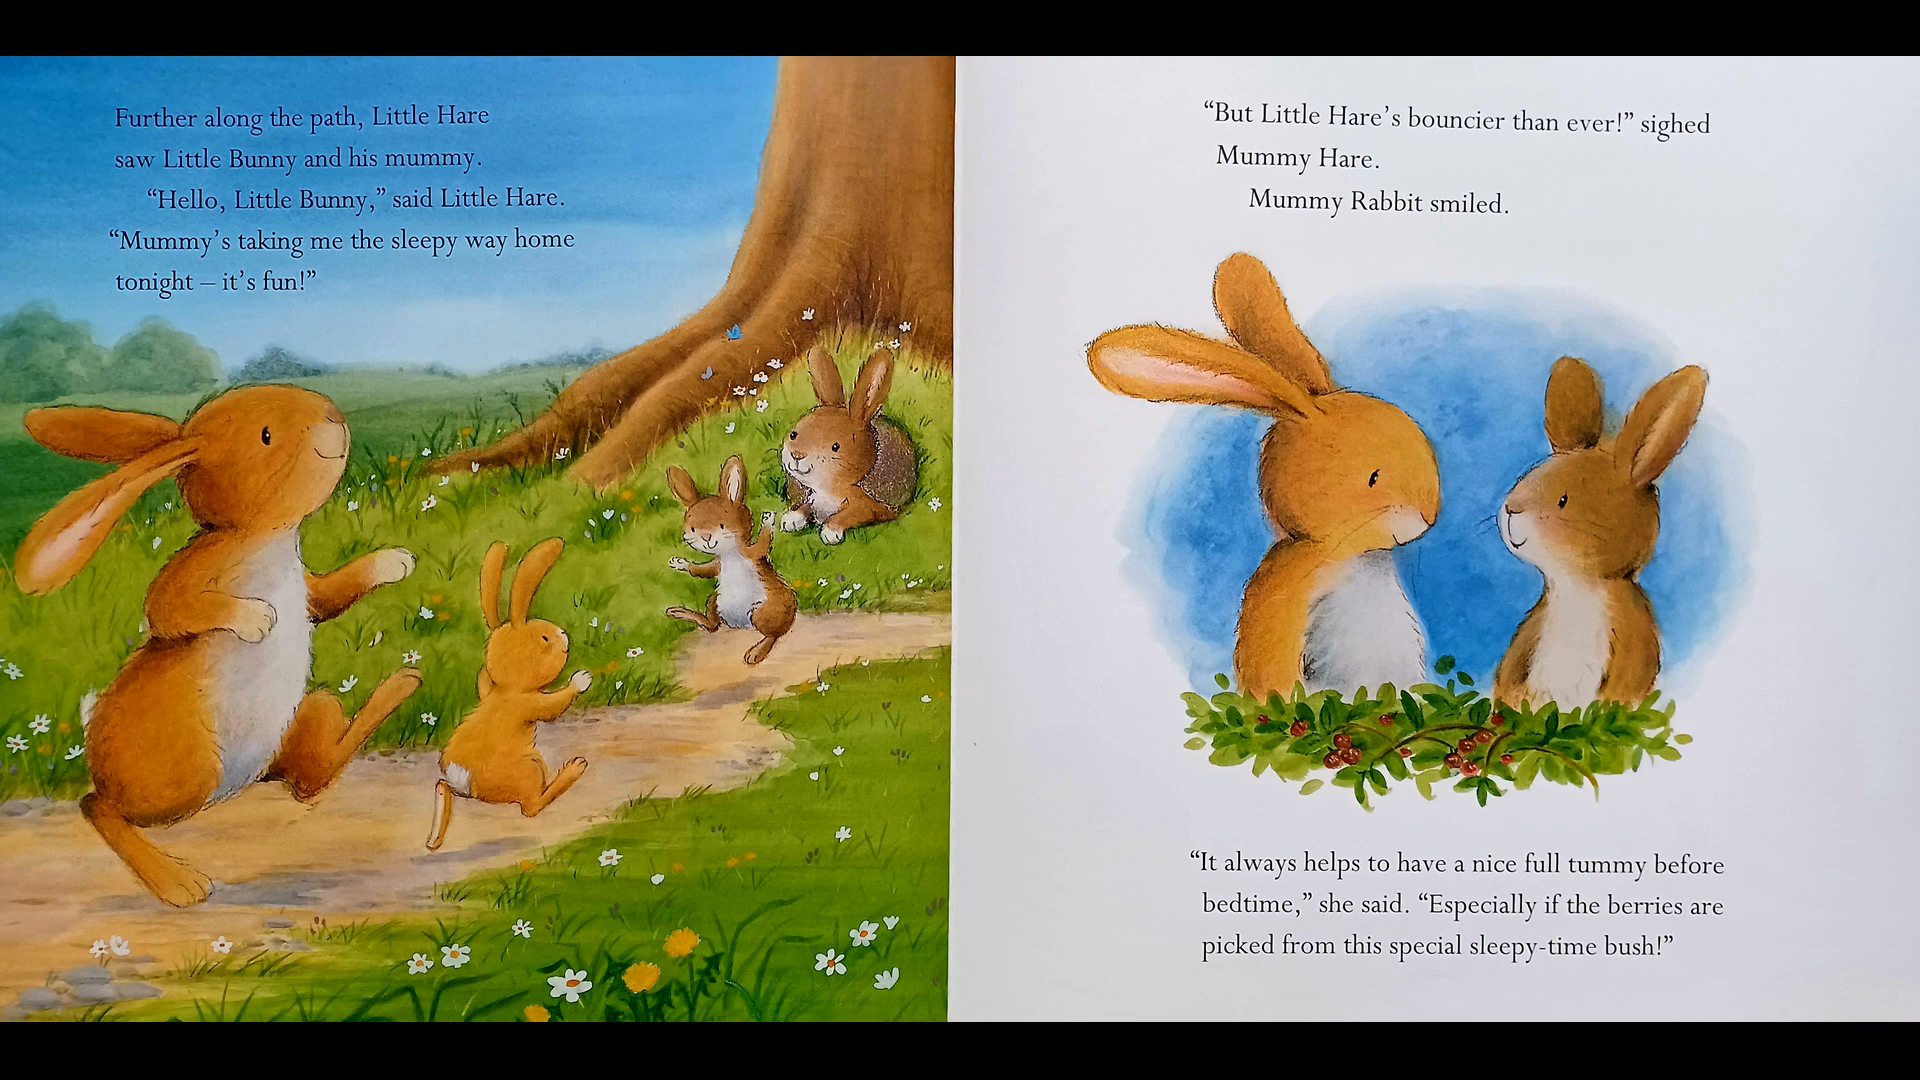 Further along the path, Little Hare
saw Little Bunny and his mummy.
“Hello, Little Bunny,” said Little Hare.
“Mummy’s taking me the sleepy way home
tonight – it’s fun!”
“But Little Hare’s bouncier than ever!” sighed
Mummy Hare.
Mummy Rabbit smiled.
“It always helps to have a nice full tummy before
bedtime,” she said. “Especially if the berries are
picked from this special sleepy-time bush!”